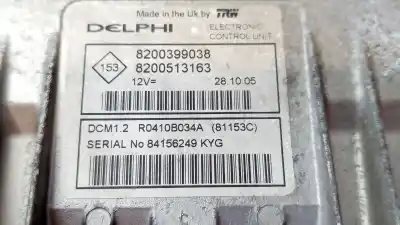 Made in the Uk by TRW
DELPHI ELECTRONIC
CONTROL UNIT
153 8200399038
8200513163
12V= 28.10.05
DCM1.2 R0410B034A (81153C)
SERIAL No 84156249 KYG